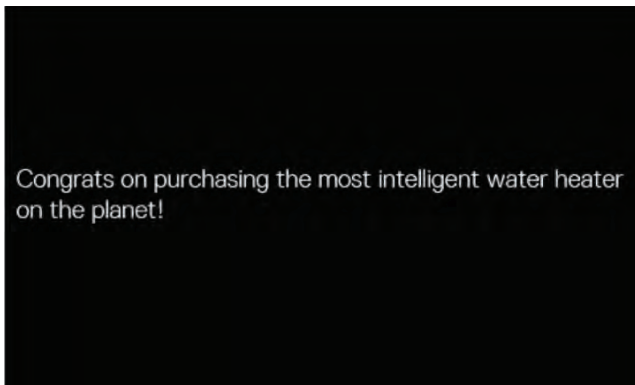 Congrats on purchasing the most intelligent water heater
on the planet!